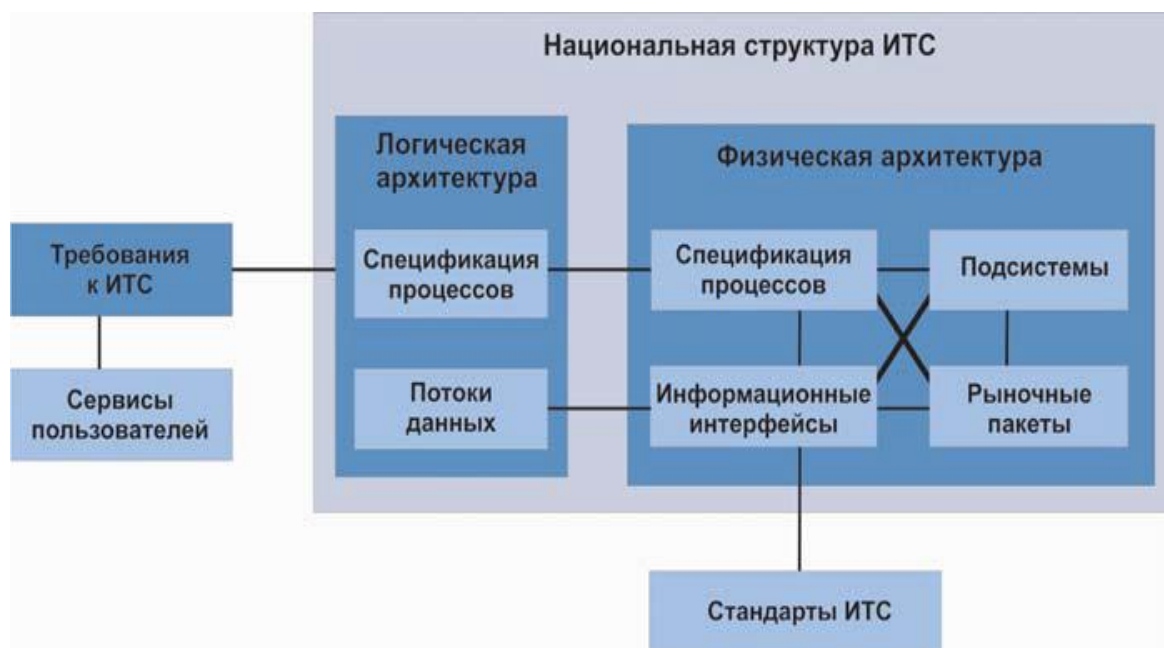 Национальная структура ИТС
Логическая
архитектура
Физическая архитектура
Требования
к ИТС
Спецификация
процессов
Спецификация
процессов
Подсистемы
Сервисы
пользователей
Потоки
данных
Информационные
интерфейсы
Рыночные
пакеты
Стандарты ИТС